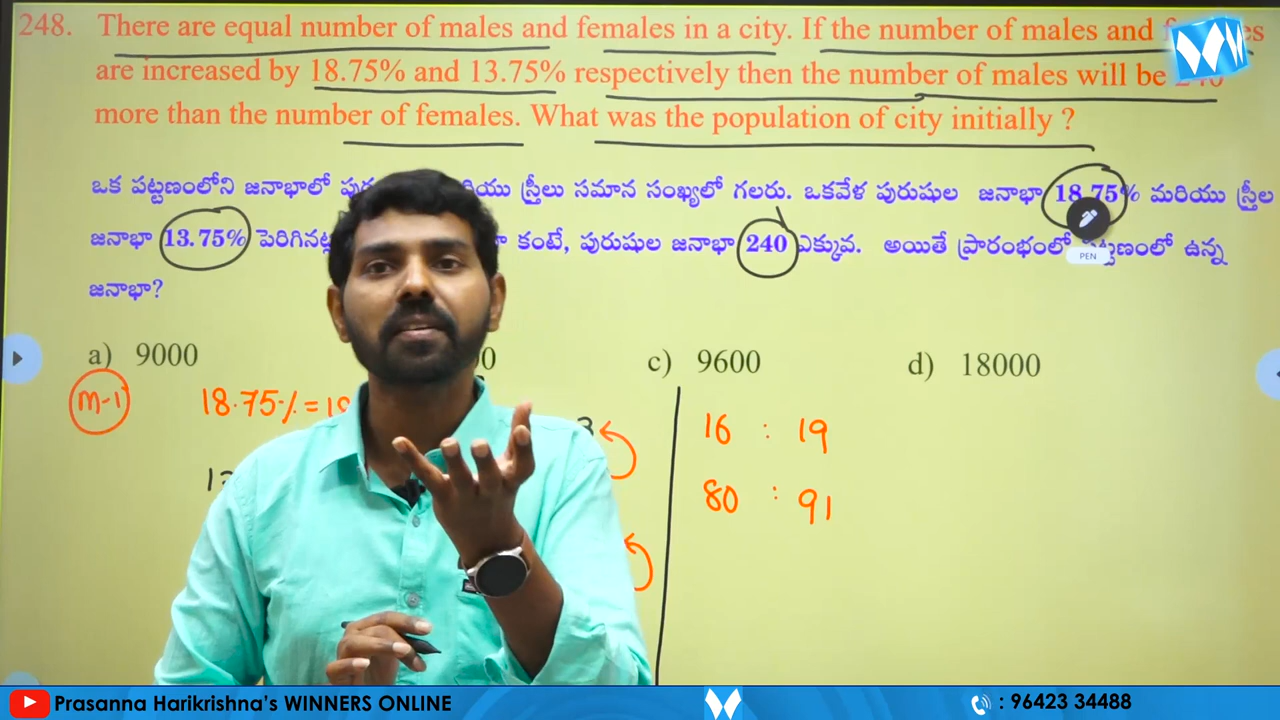 248. There are equal number of males and females in a city. If the number of males and
are increased by 18.75% and 13.75% respectively then the number of males will be 240
more than the number of females. What was the population of city initially ?
ఒక పట్టణంలోని జనాభాలో స్త్రీలు సమాన సంఖ్యలో గలరు. ఒకవేళ పురుషుల జనాభా 18.75% మరియు స్త్రీల
జనాభా 13.75% కంటే, పురుషుల జనాభా 240 ఎక్కువ. అయితే ప్రారంభంలో ఉన్న
PEN
జనాభా?
a) 9000 c) 9600 d) 18000
M-1 18.75% =
16 : 19
80 : 91
Prasanna Harikrishna's WINNERS ONLINE : 96423 34488